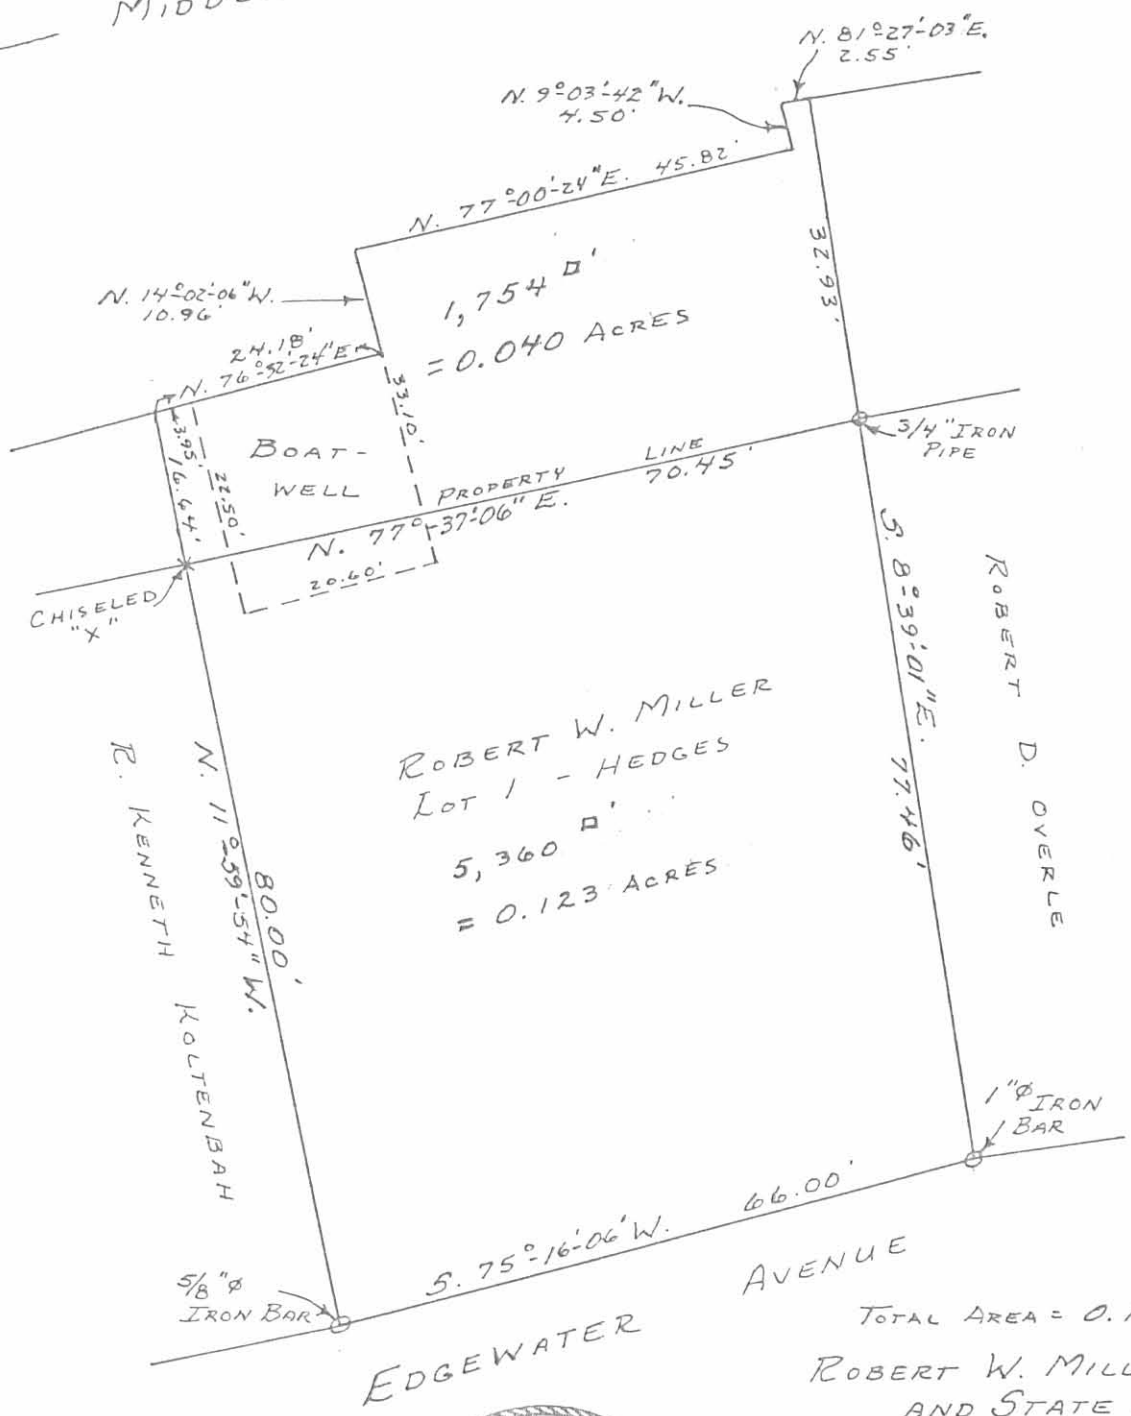 N. 81°-27'-03"E.
2.55'
N. 9°-03'-42"W.
4.50'
N. 77°-00'-24"E. 45.82'
32.93'
N. 14°-02'-06"W.
10.96'
1,754 □'
= 0.040 ACRES
24.18'
N. 76°-52'-24"E
3.95'
16.64'
22.50'
33.10'
BOAT-
WELL
PROPERTY LINE
N. 77°-37'-06" E. 70.45'
3/4" IRON
PIPE
20.60'
CHISELED
"X"
S. 8°-39'-01"E. 77.46'
ROBERT D. OVERLE
ROBERT W. MILLER
LOT 1 - HEDGES
5,360 □'
= 0.123 ACRES
R. KENNETH KOLTENBAH
N. 11°-59'-54" W.
80.00'
1"ø IRON
BAR
S. 75°-16'-06' W. 66.00'
5/8"ø
IRON BAR
EDGEWATER AVENUE
TOTAL AREA = 0.
ROBERT W. MILL
AND STATE